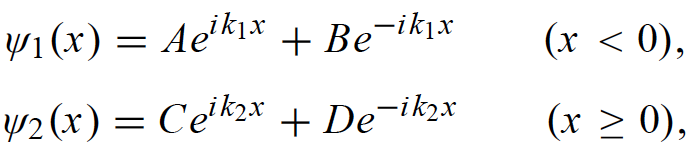 ψ₁(x) = Ae^{ik₁x} + Be^{−ik₁x} (x < 0),
ψ₂(x) = Ce^{ik₂x} + De^{−ik₂x} (x ≥ 0),